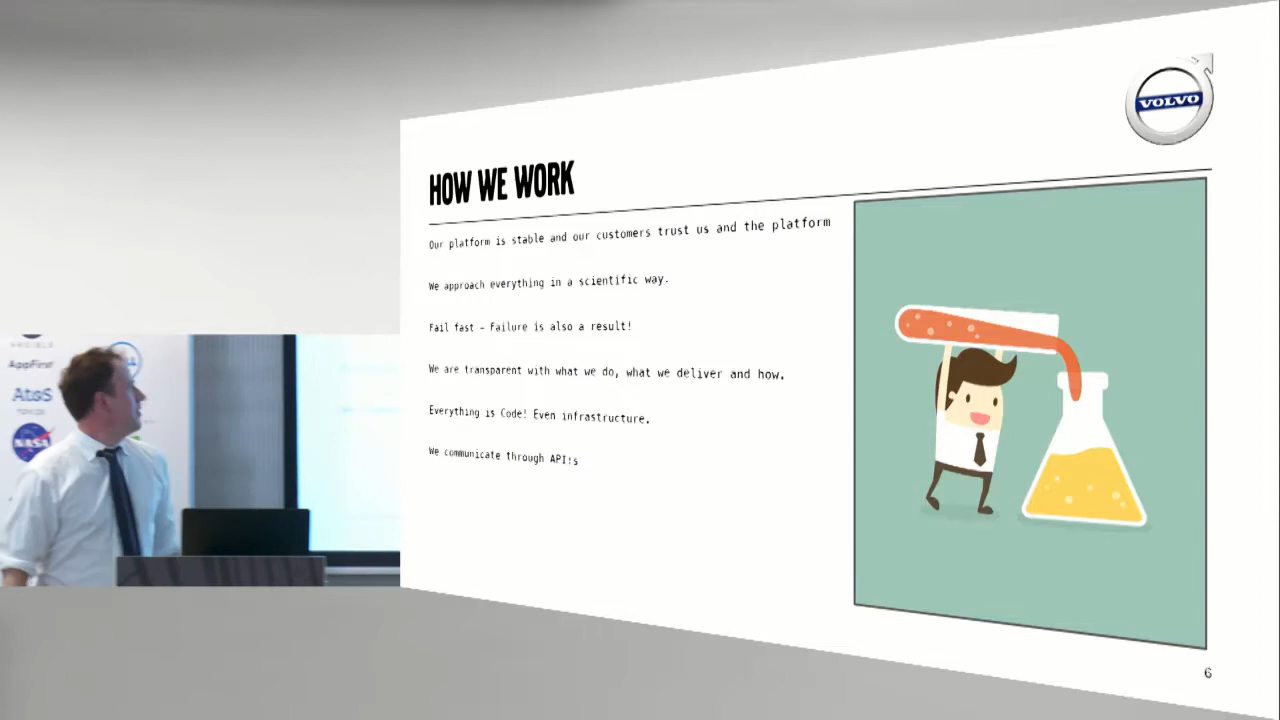 VOLVO
HOW WE WORK
Our platform is stable and our customers trust us and the platform
We approach everything in a scientific way.
Fail fast - Failure is also a result!
We are transparent with what we do, what we deliver and how.
Everything is Code! Even infrastructure.
We communicate through API:s
6
ANSIBLE
AppFirst
DELL
AtoS
NASA